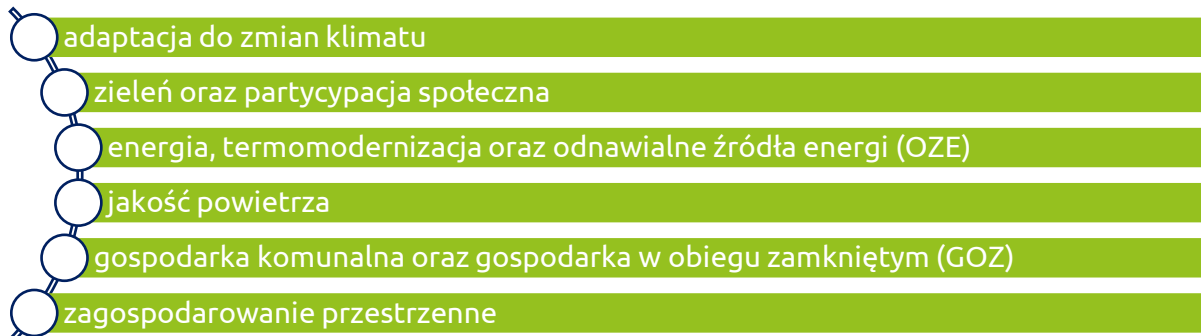 adaptacja do zmian klimatu
zieleń oraz partycypacja społeczna
energia, termomodernizacja oraz odnawialne źródła energi (OZE)
jakość powietrza
gospodarka komunalna oraz gospodarka w obiegu zamkniętym (GOZ)
zagospodarowanie przestrzenne